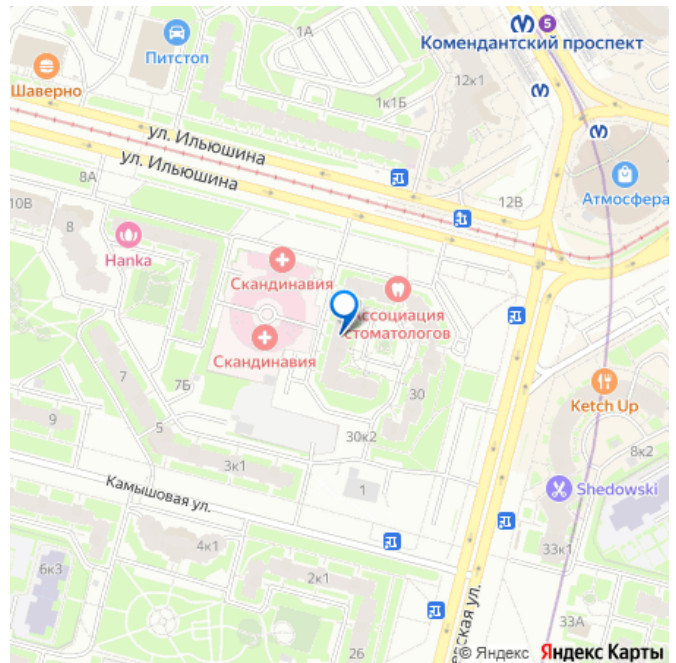 1А
5
Комендантский проспект
Питстоп
12к1
Шаверно
1к1Б
ул. Ильюшина
ул. Ильюшина
8А
12В
Атмосфера
10В
8
Hanka
Скандинавия
Ассоциация
стоматологов
Скандинавия
7
7Б
30
Ketch Up
9
5
30к2
3к1
8к2
Камышовая ул.
1
Shedowski
4к1
33к1
6к3
2к1
33А
26
вская ул.
© Яндекс Яндекс Карты